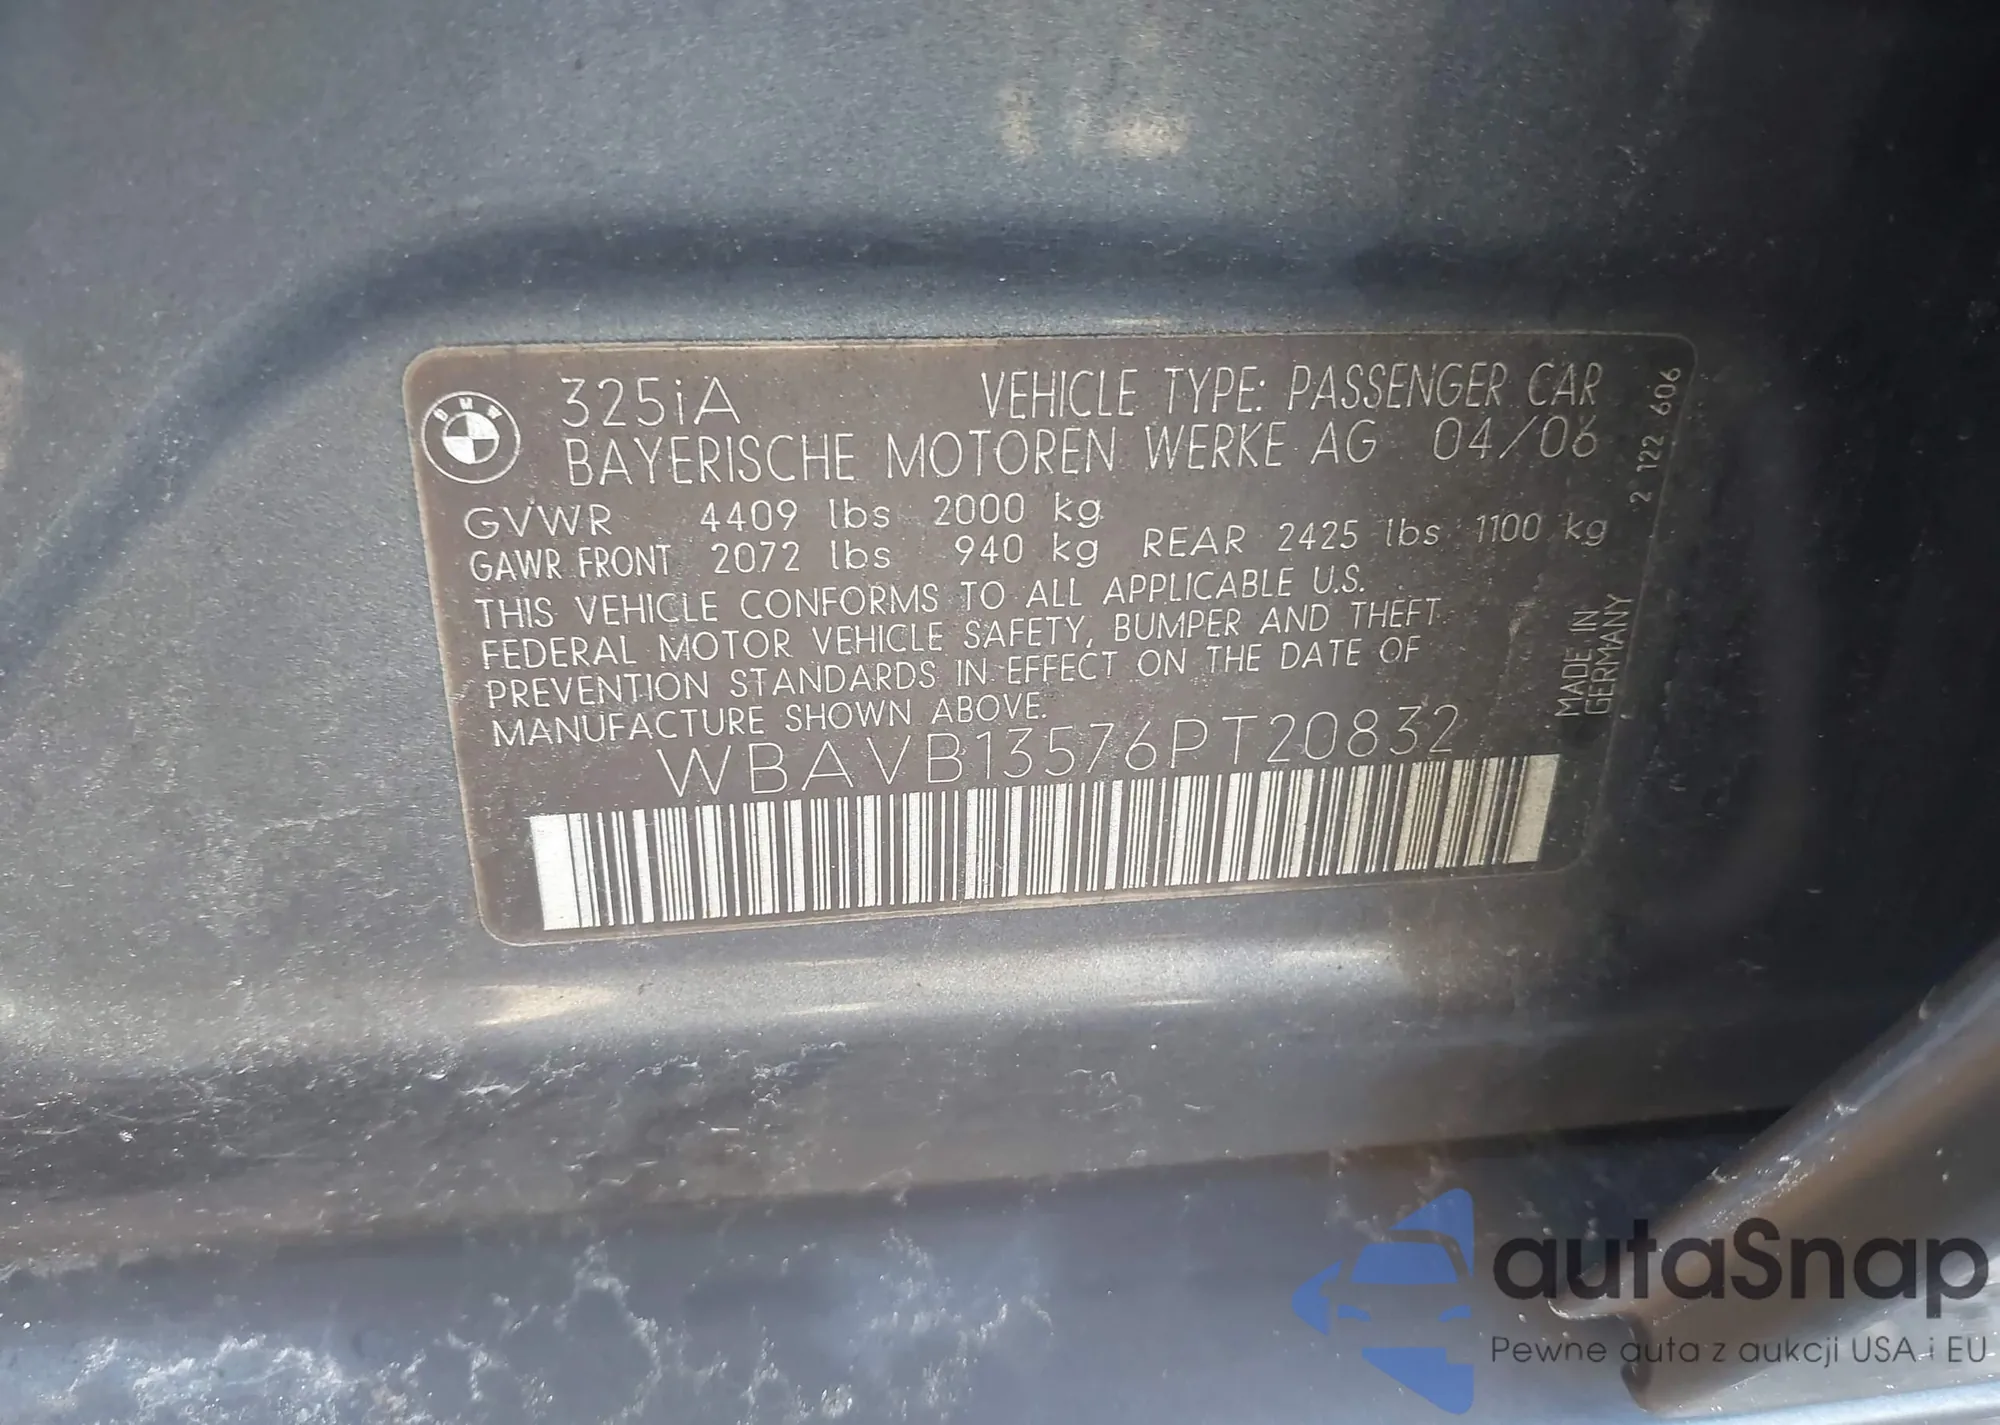 BMW
325iA VEHICLE TYPE: PASSENGER CAR
BAYERISCHE MOTOREN WERKE AG 04/06
GVWR 4409 lbs 2000 kg
GAWR FRONT 2072 lbs 940 kg REAR 2425 lbs 1100 kg
THIS VEHICLE CONFORMS TO ALL APPLICABLE U.S.
FEDERAL MOTOR VEHICLE SAFETY, BUMPER AND THEFT
PREVENTION STANDARDS IN EFFECT ON THE DATE OF
MANUFACTURE SHOWN ABOVE.
WBAVB13576PT20832
2 122 606
MADE IN
GERMANY
autaSnap
Pewne auta z aukcji USA i EU